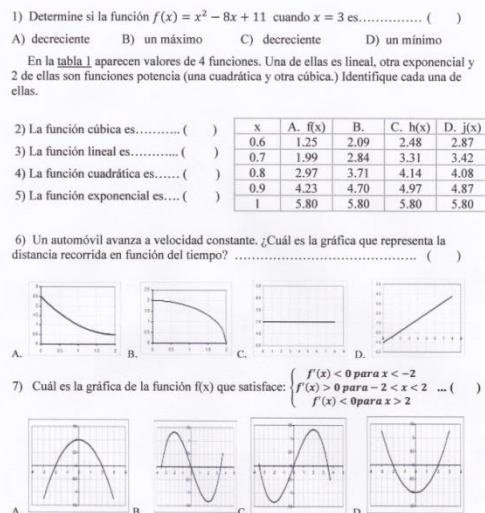 1) Determine si la función f(x) = x² − 8x + 11 cuando x = 3 es.............. ( )
A) decreciente B) un máximo C) decreciente D) un mínimo
En la tabla 1 aparecen valores de 4 funciones. Una de ellas es lineal, otra exponencial y
2 de ellas son funciones potencia (una cuadrática y otra cúbica.) Identifique cada una de
ellas.
2) La función cúbica es........... ( )
3) La función lineal es............ ( )
4) La función cuadrática es...... ( )
5) La función exponencial es.... ( )
x A. f(x) B. C. h(x) D. j(x)
0.6 1.25 2.09 2.48 2.87
0.7 1.99 2.84 3.31 3.42
0.8 2.97 3.71 4.14 4.08
0.9 4.23 4.70 4.97 4.87
1 5.80 5.80 5.80 5.80
6) Un automóvil avanza a velocidad constante. ¿Cuál es la gráfica que representa la
distancia recorrida en función del tiempo? ........................................ ( )
A. B. C. D.
7) Cuál es la gráfica de la función f(x) que satisface: { f′(x) < 0 para x < −2
f′(x) > 0 para − 2 < x < 2 ... ( )
f′(x) < 0para x > 2
A B C D